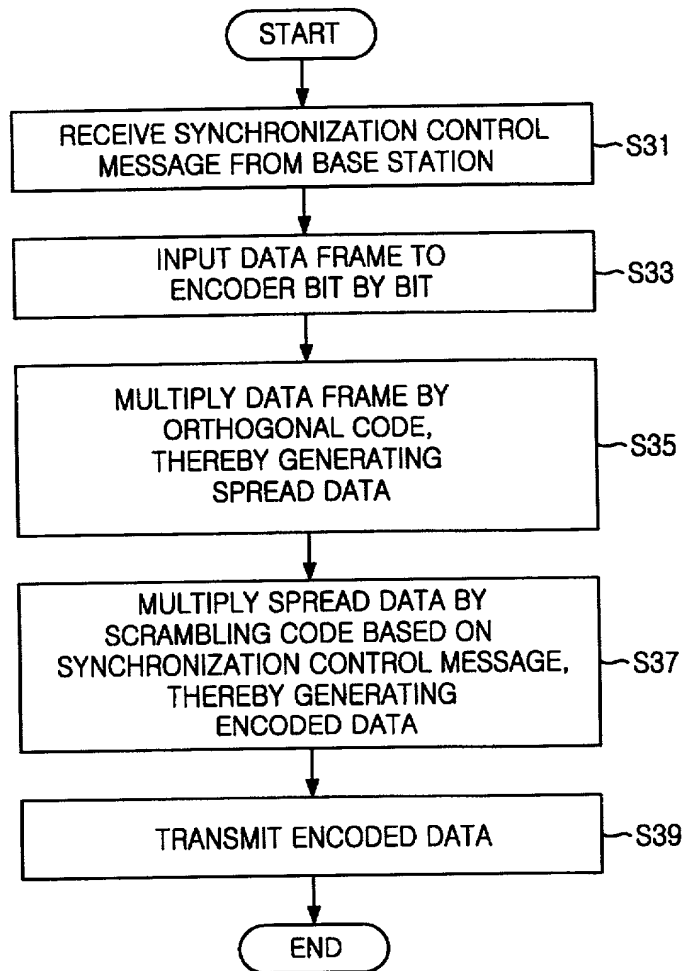 START
RECEIVE SYNCHRONIZATION CONTROL
MESSAGE FROM BASE STATION
S31
INPUT DATA FRAME TO
ENCODER BIT BY BIT
S33
MULTIPLY DATA FRAME BY
ORTHOGONAL CODE,
THEREBY GENERATING
SPREAD DATA
S35
MULTIPLY SPREAD DATA BY
SCRAMBLING CODE BASED ON
SYNCHRONIZATION CONTROL MESSAGE,
THEREBY GENERATING
ENCODED DATA
S37
TRANSMIT ENCODED DATA
S39
END